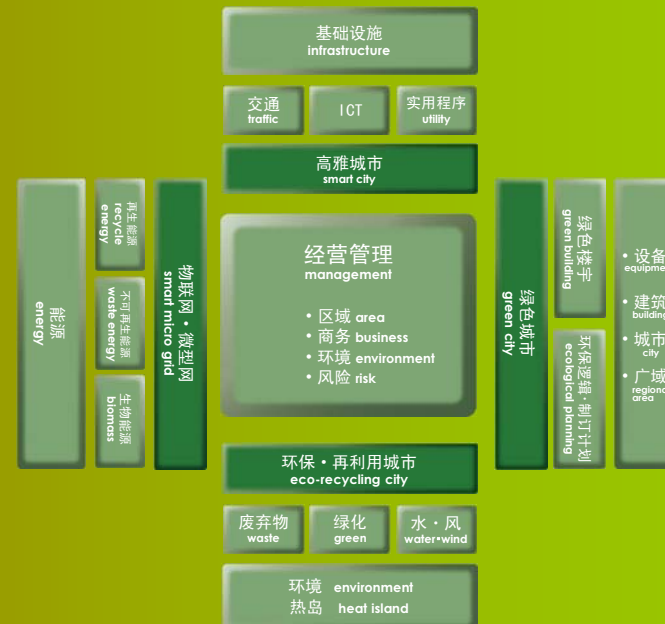 基础设施
infrastructure
交通
traffic
ICT
实用程序
utility
高雅城市
smart city
能源
energy
再生能源
recycle
energy
不可再生能源
waste energy
生物能源
biomass
物联网・微型网
smart micro grid
经营管理
management
• 区域 area
• 商务 business
• 环境 environment
• 风险 risk
绿色城市
green city
绿色楼宇
green building
环保逻辑・制订计划
ecological planning
• 设备
equipme
• 建筑
building
• 城市
city
• 广域
regiona
area
环保・再利用城市
eco-recycling city
废弃物
waste
绿化
green
水・风
water・wind
环境 environment
热岛 heat island